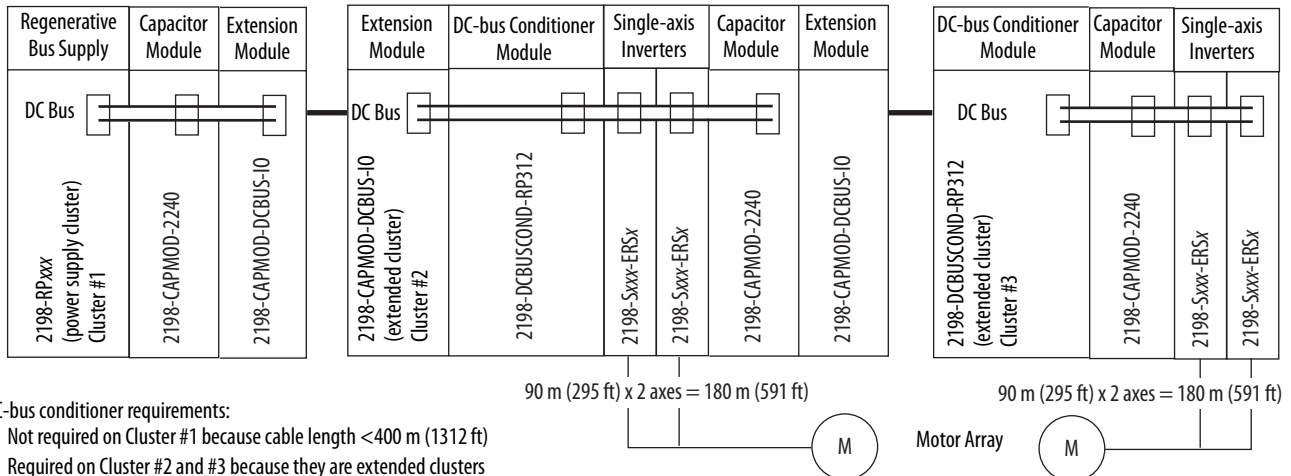 Regenerative
Bus Supply
Capacitor
Module
Extension
Module
DC Bus
2198-RPxxx
(power supply cluster)
Cluster #1
2198-CAPMOD-2240
2198-CAPMOD-DCBUS-IO
Extension
Module
DC-bus Conditioner
Module
Single-axis
Inverters
Capacitor
Module
Extension
Module
DC Bus
2198-CAPMOD-DCBUS-IO
(extended cluster)
Cluster #2
2198-DCBUSCOND-RP312
2198-Sxxx-ERSx
2198-Sxxx-ERSx
2198-CAPMOD-2240
2198-CAPMOD-DCBUS-IO
DC-bus Conditioner
Module
Capacitor
Module
Single-axis
Inverters
DC Bus
2198-DCBUSCOND-RP312
(extended cluster)
Cluster #3
2198-CAPMOD-2240
2198-Sxxx-ERSx
2198-Sxxx-ERSx
90 m (295 ft) x 2 axes = 180 m (591 ft)
90 m (295 ft) x 2 axes = 180 m (591 ft)
M
Motor Array
M
C-bus conditioner requirements:
Not required on Cluster #1 because cable length <400 m (1312 ft)
Required on Cluster #2 and #3 because they are extended clusters